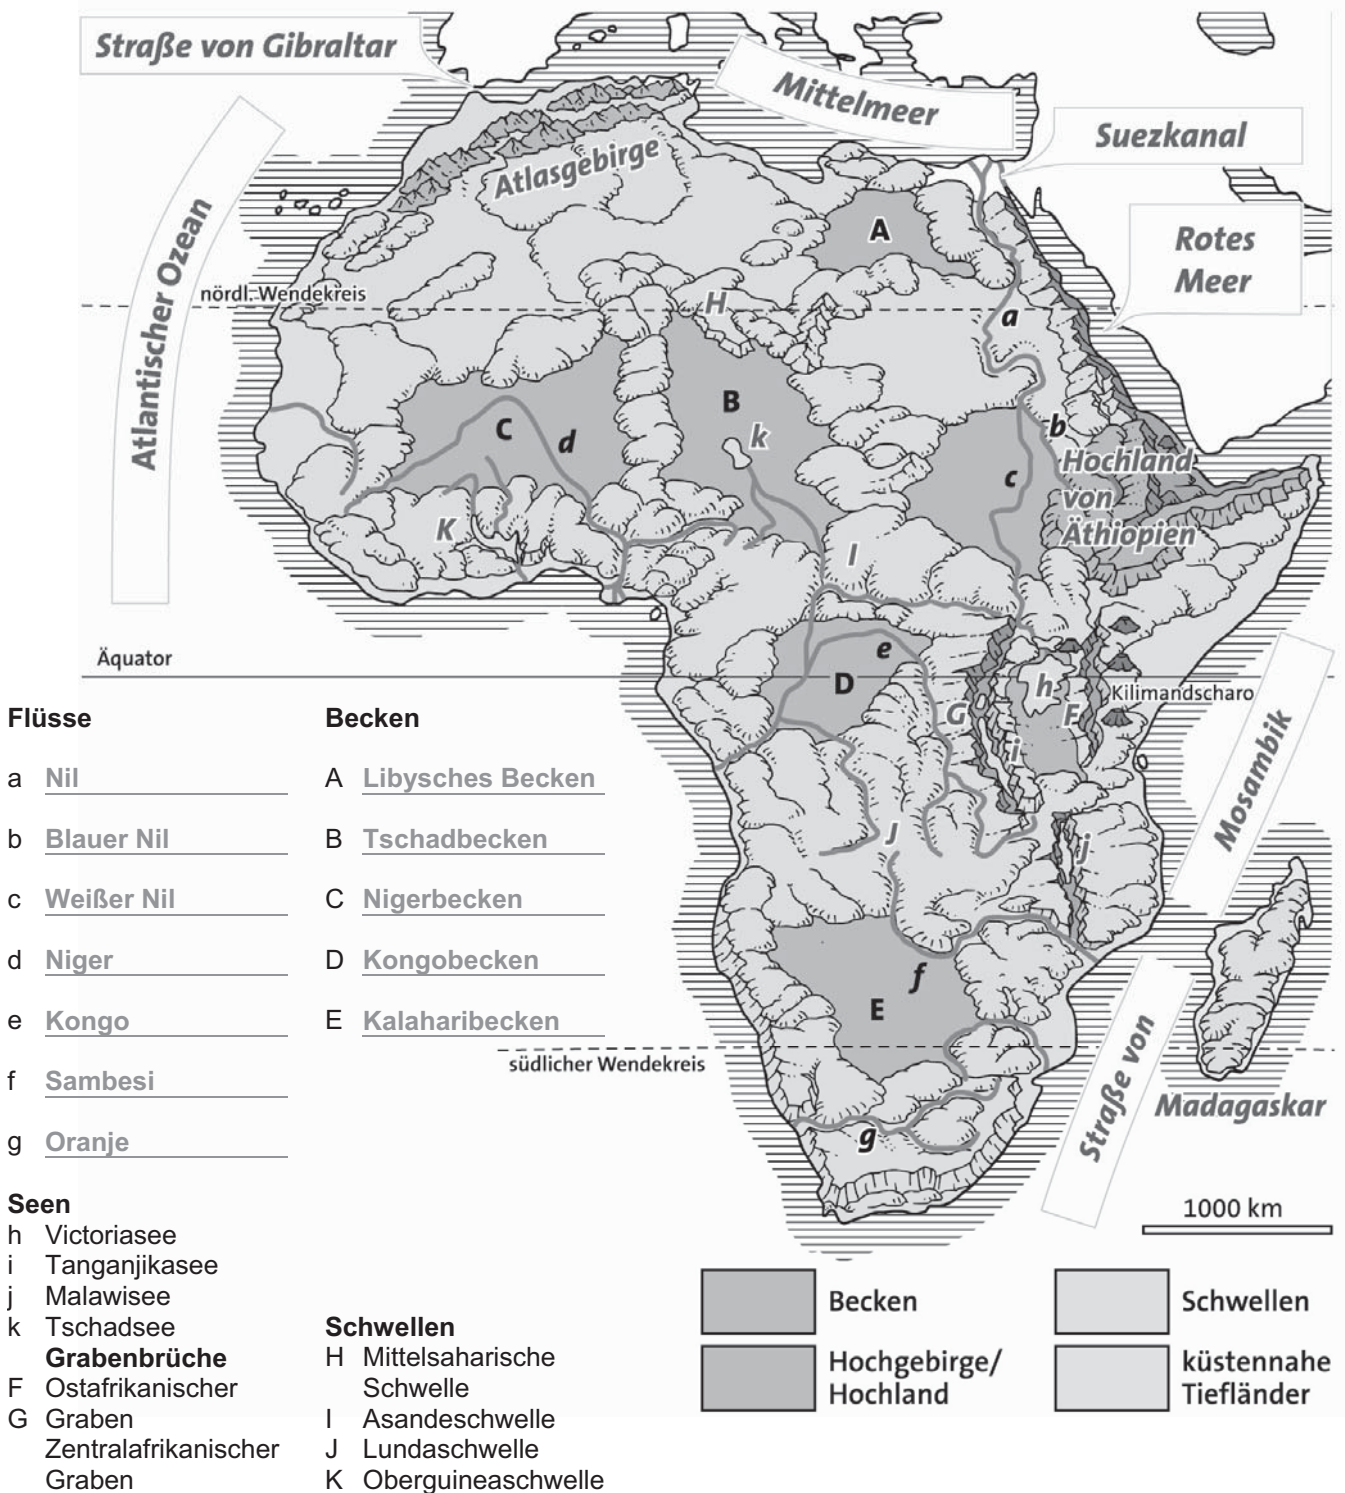 Straße von Gibraltar
Mittelmeer
Suezkanal
Atlasgebirge
A
Rotes
Meer
Atlantischer Ozean
nördl. Wendekreis
H
a
B
C
d
k
b
c
Hochland
von
Äthiopien
K
I
Äquator
e
D
h
Kilimandscharo
G
F
i
J
j
Straße von
Mosambik
f
E
südlicher Wendekreis
Madagaskar
g
1000 km
Flüsse
a Nil
b Blauer Nil
c Weißer Nil
d Niger
e Kongo
f Sambesi
g Oranje
Becken
A Libysches Becken
B Tschadbecken
C Nigerbecken
D Kongobecken
E Kalaharibecken
Seen
h Victoriasee
i Tanganjikasee
j Malawisee
k Tschadsee
Grabenbrüche
F Ostafrikanischer
G Graben
Zentralafrikanischer
Graben
Schwellen
H Mittelsaharische
Schwelle
I Asandeschwelle
J Lundaschwelle
K Oberguineaschwelle
Becken
Schwellen
Hochgebirge/
Hochland
küstennahe
Tiefländer